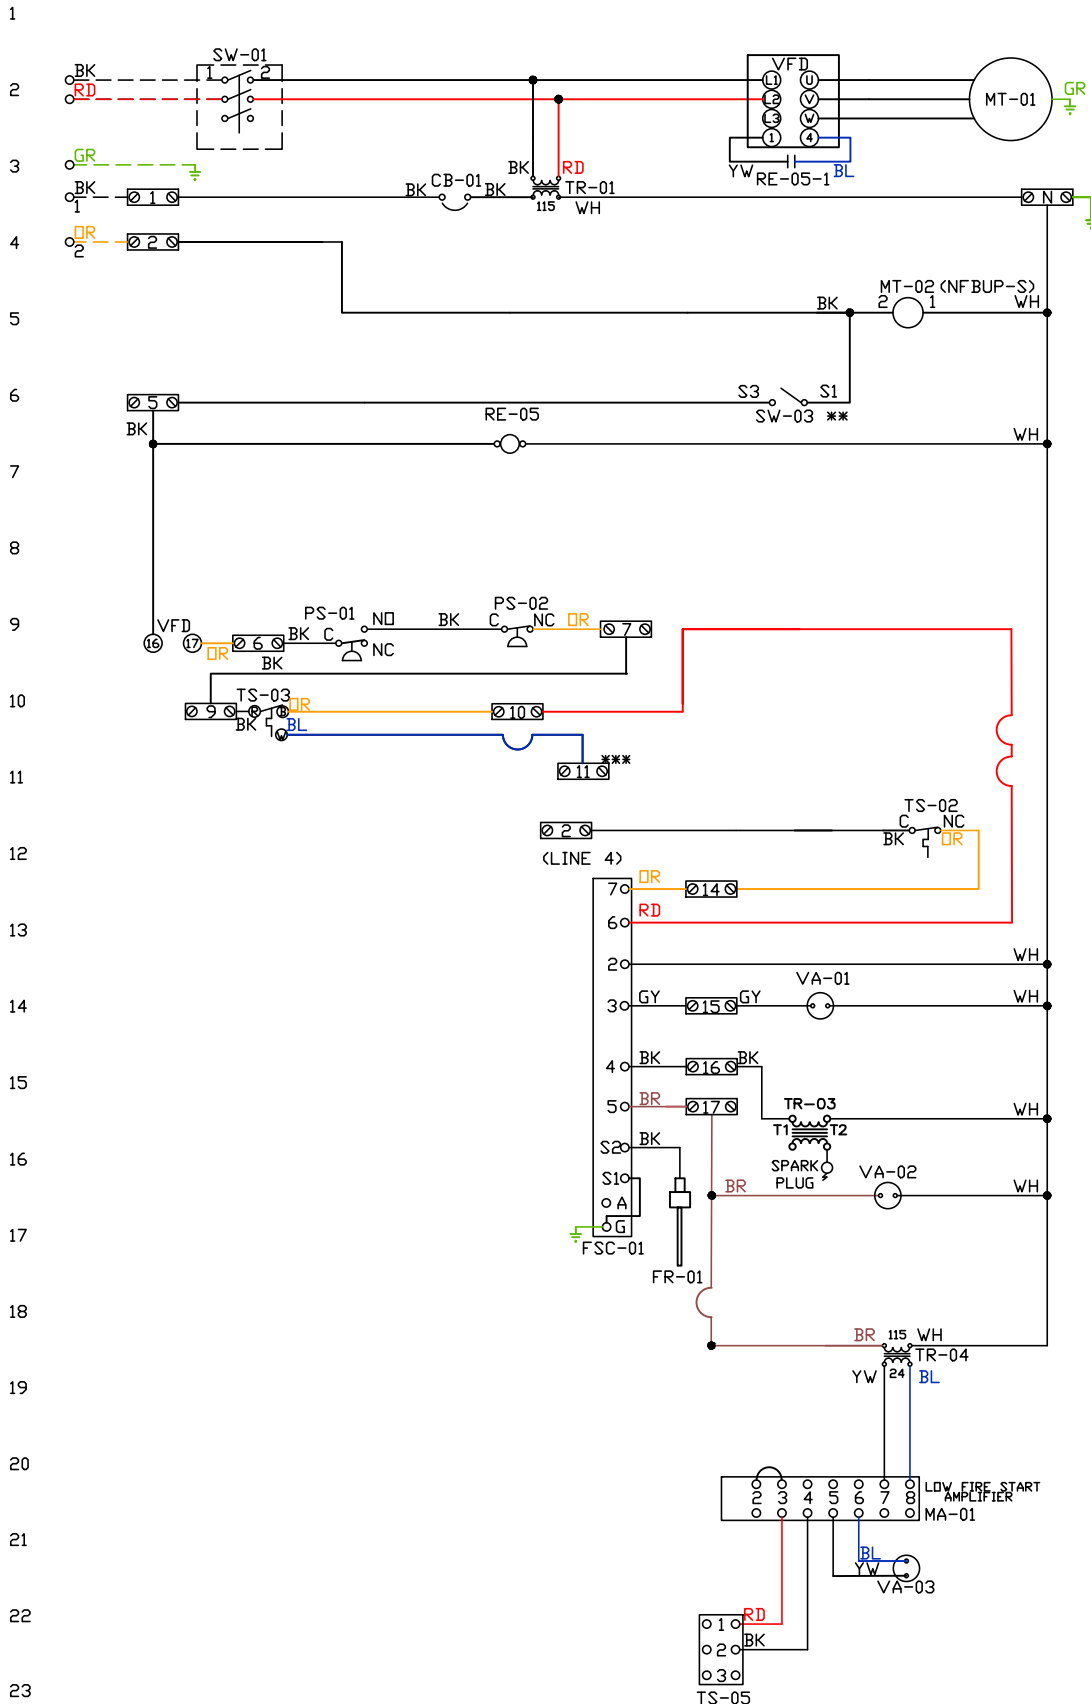 1
SW-01
BK 1 2 VFD
2 RD L1 U
L2 V MT-01 GR
L3 W
1 4
3 GR
YW RE-05-1 BL
BK CB-01 BK BK RD TR-01
BK
1 1 115 WH N
OR
4 2 2
MT-02 (NFBUP-S)
5 BK 2 1 WH
6 5 S3 S1
SW-03 **
BK RE-05 WH
7
8
9 VFD PS-01 NO BK PS-02
16 17 6 BK C NC C NC OR 7
OR BK
10 TS-03 OR
9 BK R B 10
W BL
11 11 ***
TS-02
2 C NC
BK OR
12 (LINE 4)
7 OR 14
6 RD
13
2 WH
VA-01
14 3 GY 15 GY WH
15 4 BK 16 BK
5 BR 17 TR-03 WH
T1 T2
16 S2 BK SPARK
PLUG
S1 BR VA-02 WH
A
17 G
FSC-01
FR-01
18
BR 115 WH
TR-04
19 YW 24 BL
20
LOW FIRE START
AMPLIFIER
2 3 4 5 6 7 8
MA-01
21
BL
YW
VA-03
22 1 RD
2 BK
3
23 TS-05